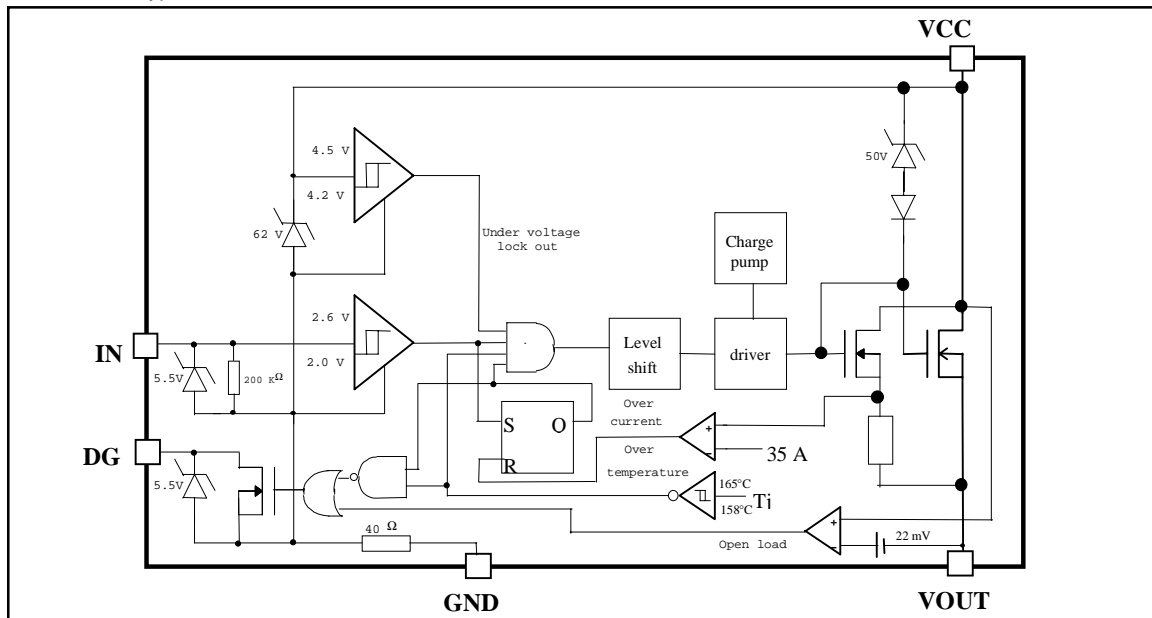 VCC
4.5 V
50V
4.2 V
62 V
Under voltage
lock out
Charge
pump
2.6 V
IN
2.0 V
Level
shift
driver
5.5V
200 KΩ
Over
current
S
O
DG
Over
35 A
R
temperature
5.5V
165°C
158°C
Tj
40 Ω
Open load
22 mV
GND
VOUT